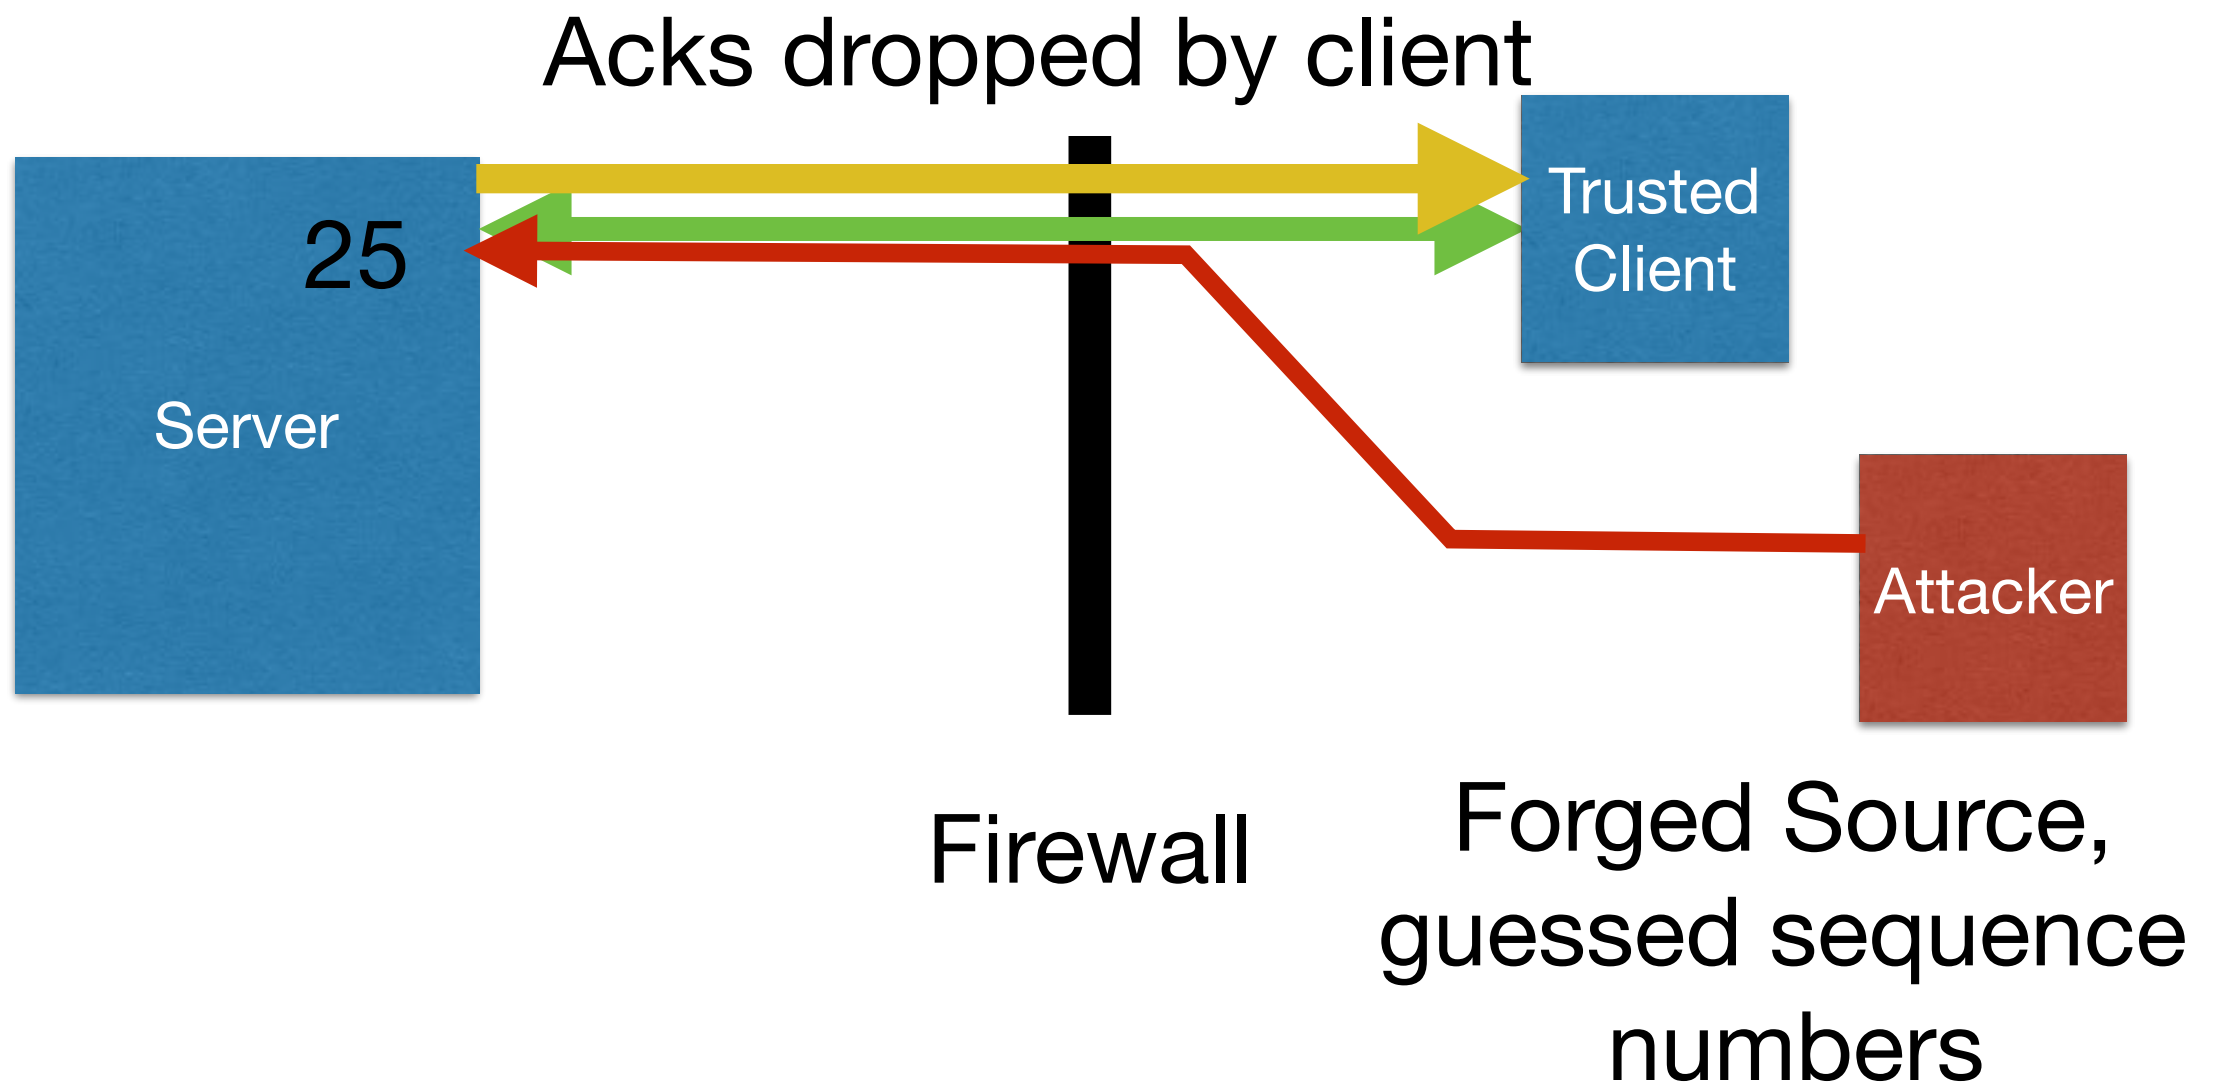 Acks dropped by client
Trusted
Client
25
Server
Attacker
Firewall
Forged Source,
guessed sequence
numbers